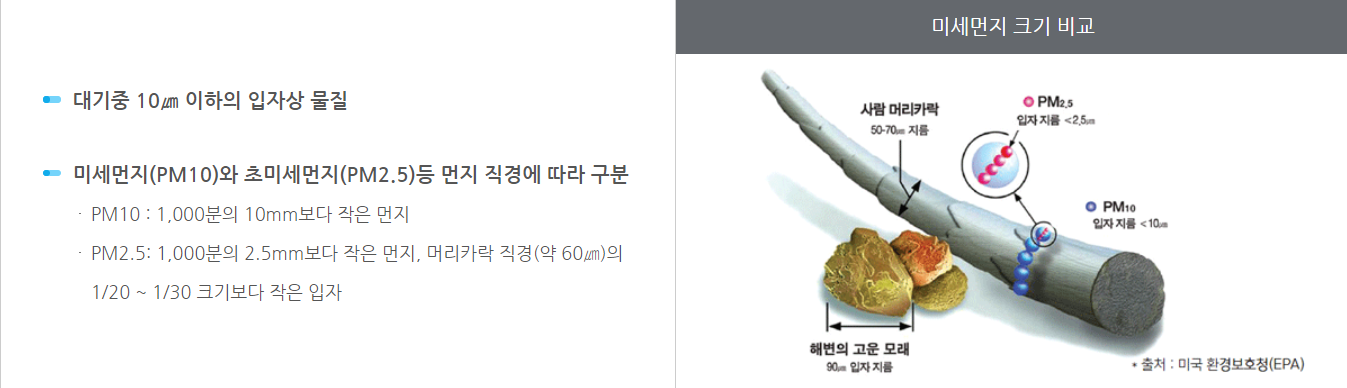 대기중 10㎛ 이하의 입자상 물질
미세먼지(PM10)와 초미세먼지(PM2.5)등 먼지 직경에 따라 구분
· PM10 : 1,000분의 10mm보다 작은 먼지
· PM2.5: 1,000분의 2.5mm보다 작은 먼지, 머리카락 직경(약 60㎛)의
1/20 ~ 1/30 크기보다 작은 입자
미세먼지 크기 비교
사람 머리카락
50-70㎛ 지름
PM2.5
입자 지름 <2.5㎛
PM10
입자 지름 <10㎛
해변의 고운 모래
90㎛ 입자 지름
* 출처 : 미국 환경보호청(EPA)